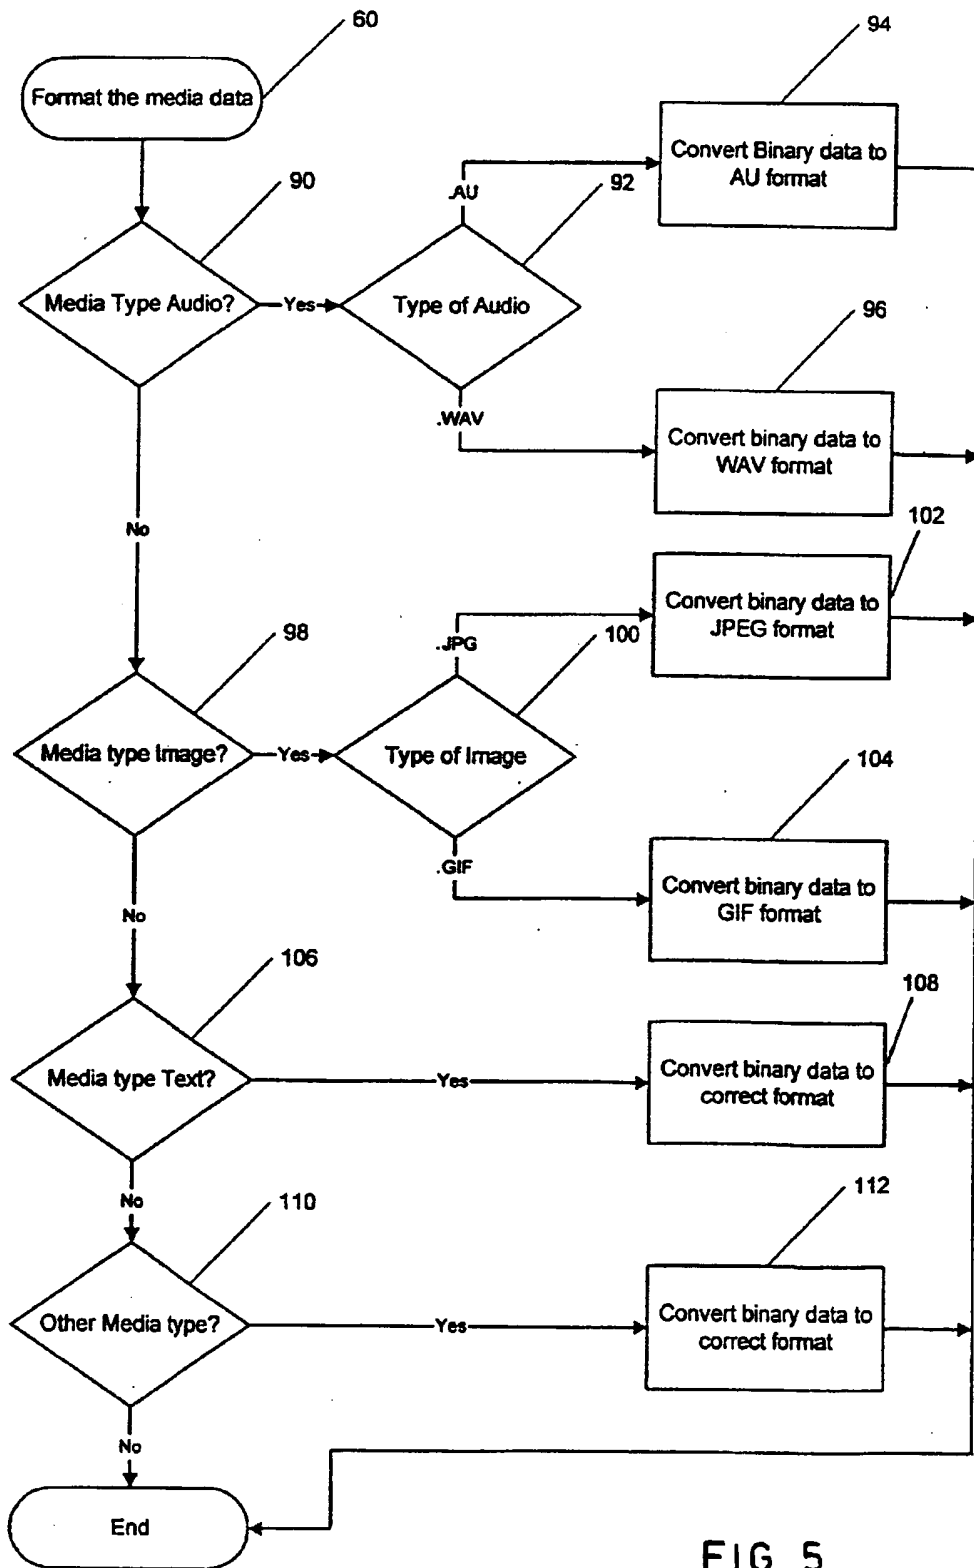 60
94
Format the media data
Convert Binary data to
AU format
90
92
.AU
Media Type Audio?
Yes
Type of Audio
96
.WAV
Convert binary data to
WAV format
No
102
Convert binary data to
JPEG format
98
100
.JPG
Media type Image?
Yes
Type of Image
104
.GIF
Convert binary data to
GIF format
No
106
108
Media type Text?
Yes
Convert binary data to
correct format
No
110
112
Other Media type?
Yes
Convert binary data to
correct format
No
End
FIG. 5